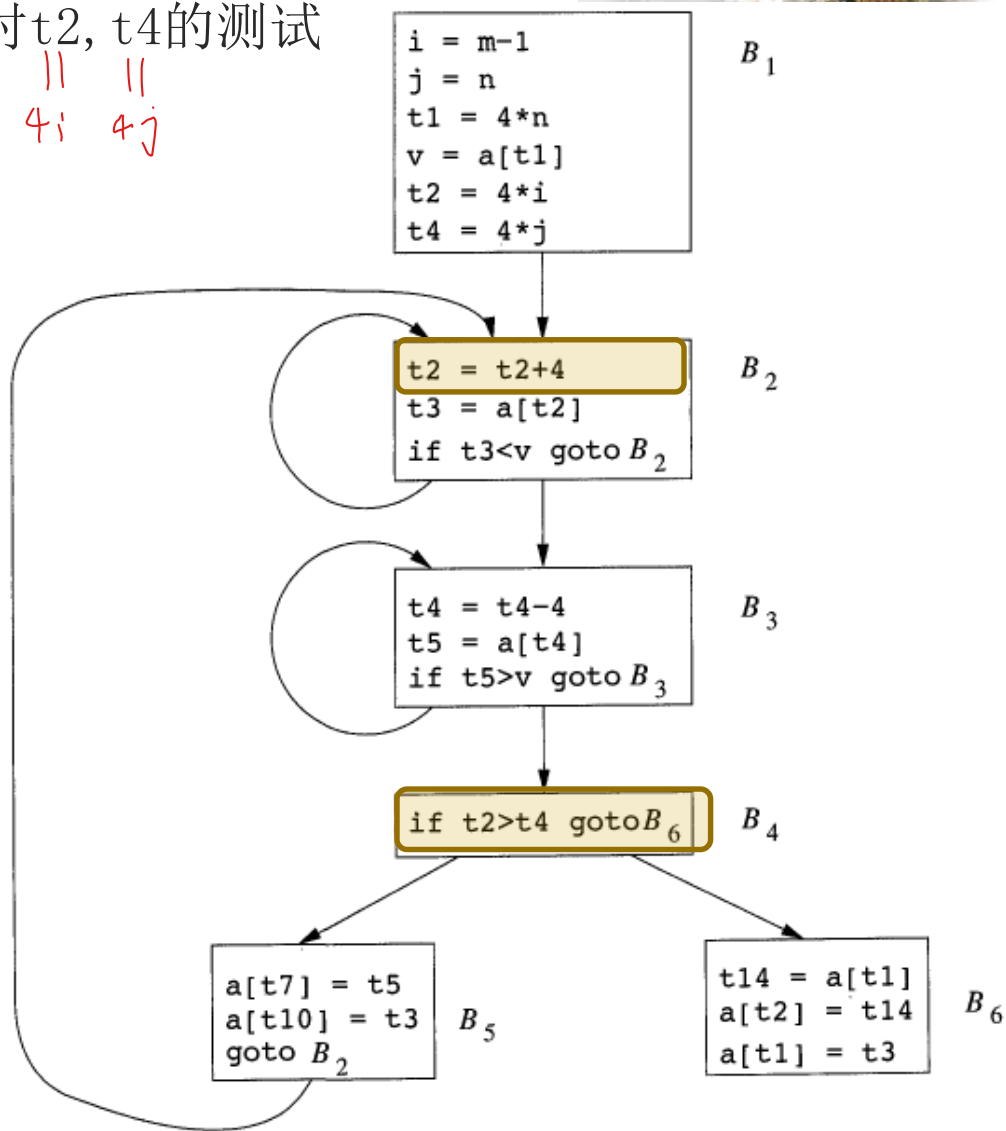 对t2,t4的测试
|| ||
4i 4j
i = m-1
j = n
t1 = 4*n
v = a[t1]
t2 = 4*i
t4 = 4*j
B1
t2 = t2+4
t3 = a[t2]
if t3<v goto B2
B2
t4 = t4-4
t5 = a[t4]
if t5>v goto B3
B3
if t2>t4 gotoB6
B4
a[t7] = t5
a[t10] = t3
goto B2
B5
t14 = a[t1]
a[t2] = t14
a[t1] = t3
B6